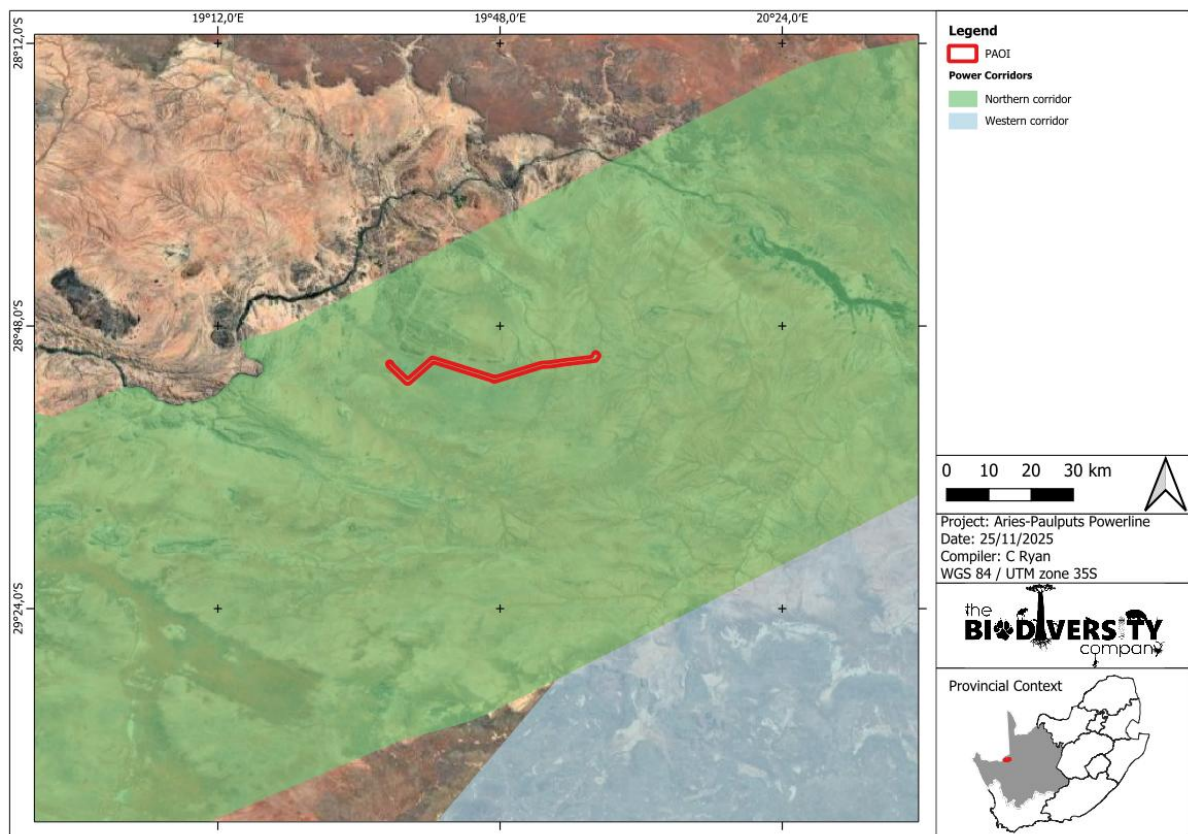 19°12,0'E
19°48,0'E
20°24,0'E
28°12,0'S
28°48,0'S
29°24,0'S
Legend
PAOI
Power Corridors
Northern corridor
Western corridor
0 10 20 30 km
Project: Aries-Paulputs Powerline
Date: 25/11/2025
Compiler: C Ryan
WGS 84 / UTM zone 35S
the
BIODIVERSITY
company
Provincial Context